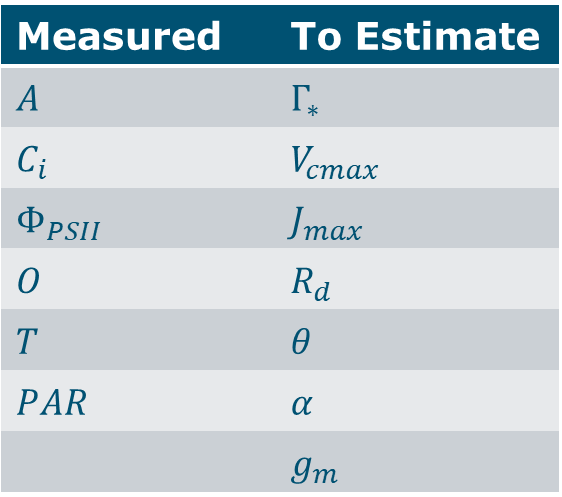 Measured To Estimate
A Γ*
Ci Vcmax
ΦPSII Jmax
O Rd
T θ
PAR α
gm